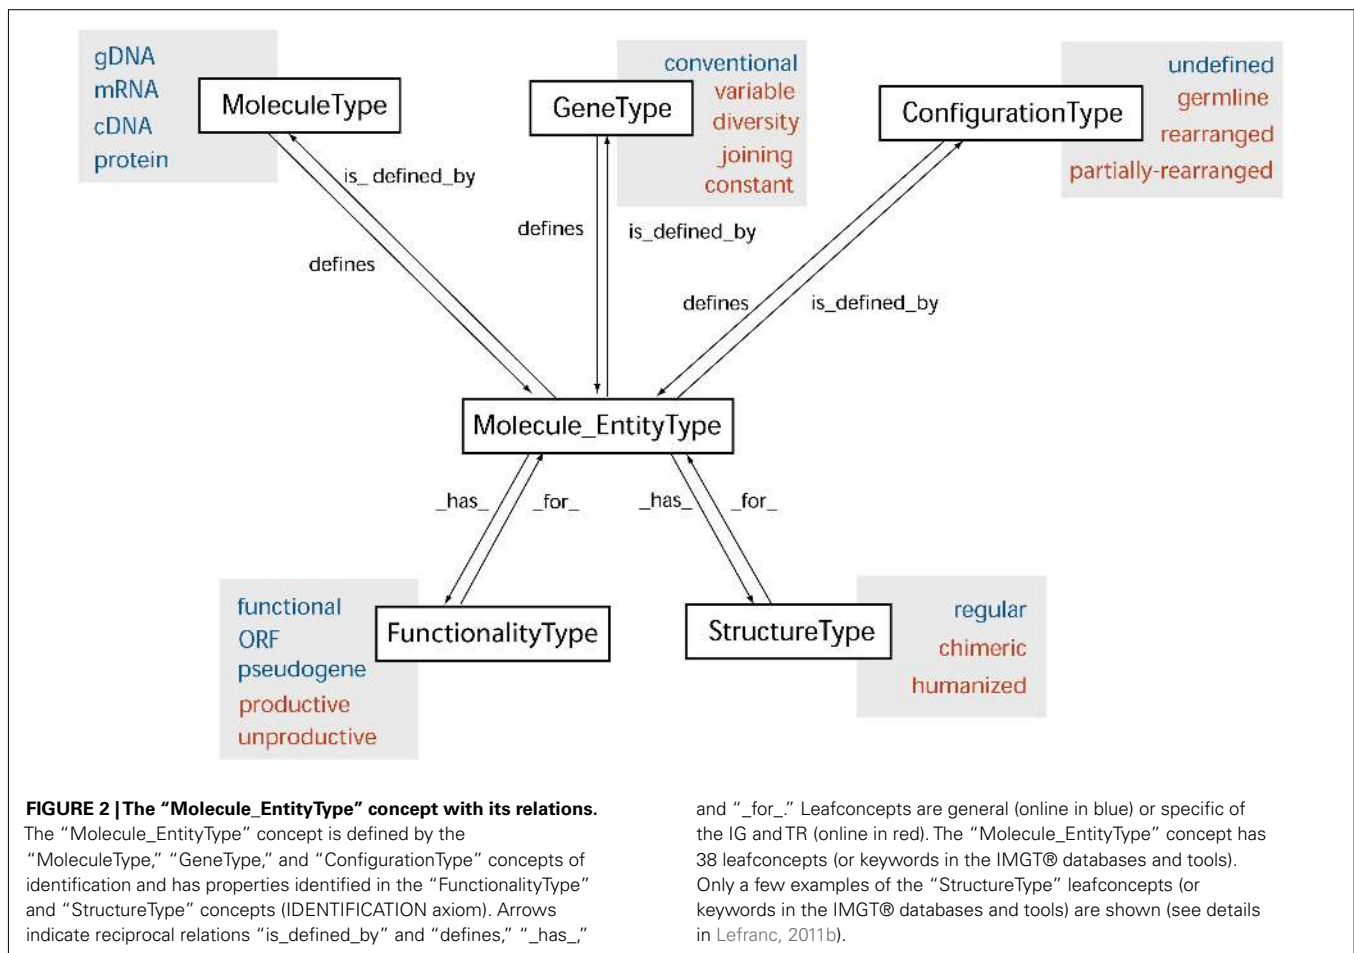 gDNA
mRNA
cDNA
protein
MoleculeType
conventional
variable
diversity
joining
constant
GeneType
undefined
germline
rearranged
partially-rearranged
ConfigurationType
is_ defined_by
defines
defines
is_defined_by
defines
is_defined_by
Molecule_EntityType
_has_
_for_
_has_
_for_
functional
ORF
pseudogene
productive
unproductive
FunctionalityType
StructureType
regular
chimeric
humanized
FIGURE 2 | The “Molecule_EntityType” concept with its relations.
The “Molecule_EntityType” concept is defined by the
“MoleculeType,” “GeneType,” and “ConfigurationType” concepts of
identification and has properties identified in the “FunctionalityType”
and “StructureType” concepts (IDENTIFICATION axiom). Arrows
indicate reciprocal relations “is_defined_by” and “defines,” “_has_,”
and “_for_.” Leafconcepts are general (online in blue) or specific of
the IG and TR (online in red). The “Molecule_EntityType” concept has
38 leafconcepts (or keywords in the IMGT® databases and tools).
Only a few examples of the “StructureType” leafconcepts (or
keywords in the IMGT® databases and tools) are shown (see details
in Lefranc, 2011b).